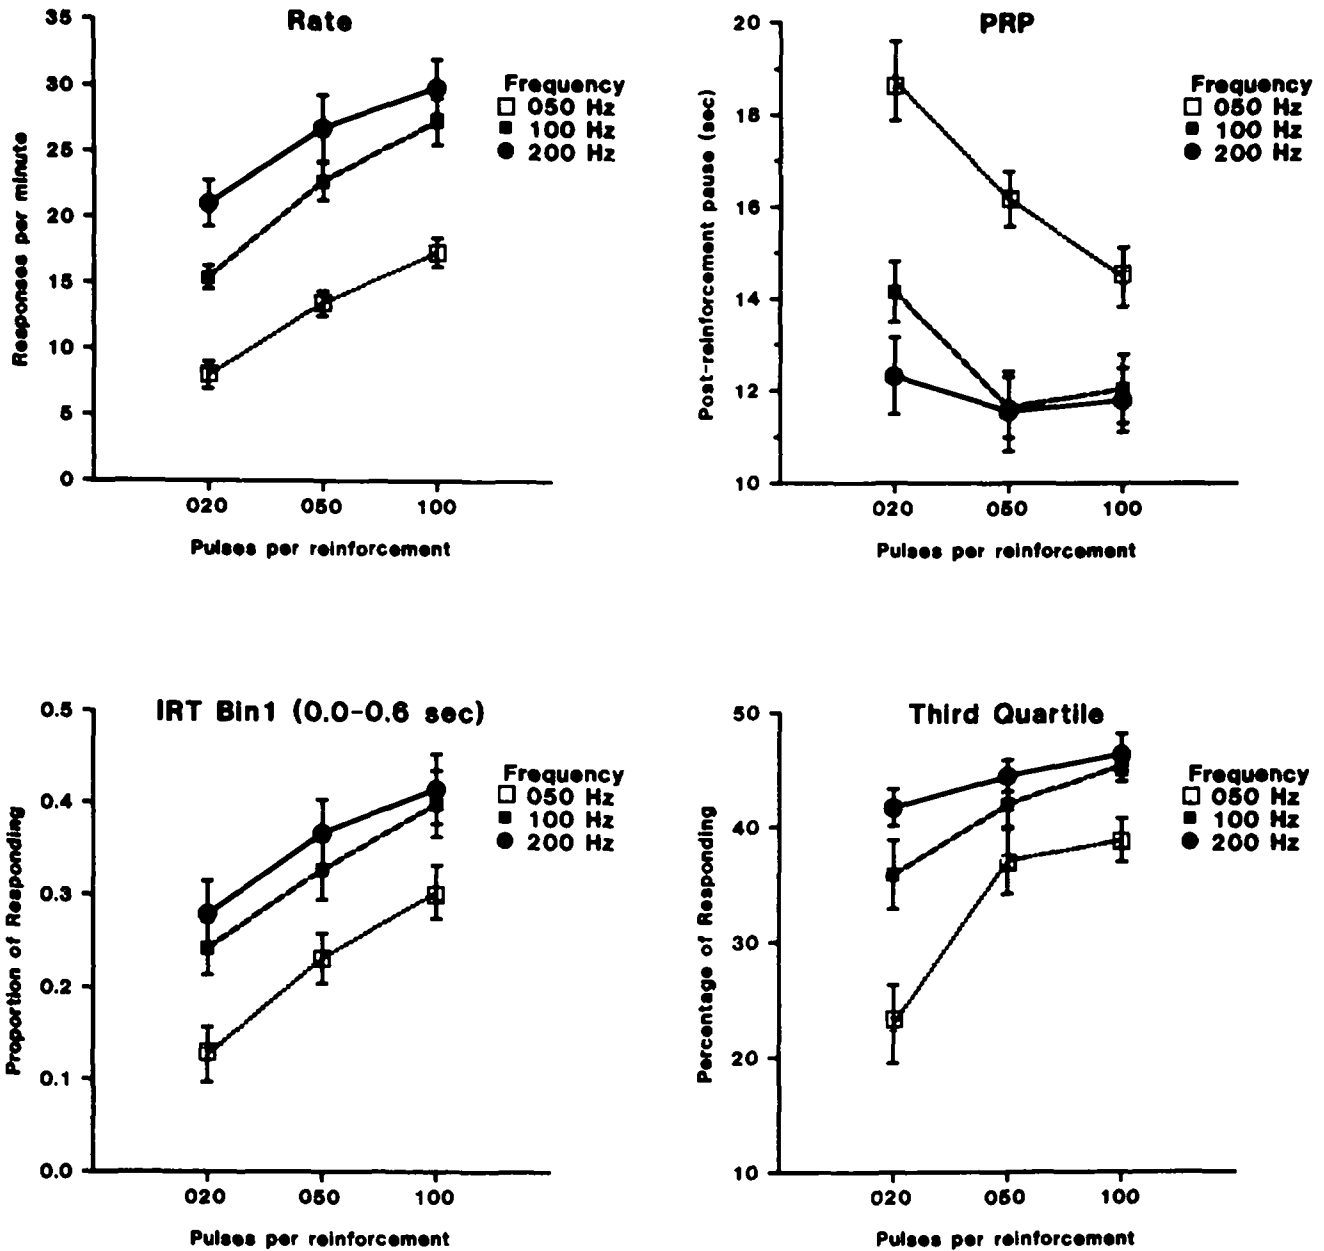 Rate
35
30
25
20
15
10
5
0
Responses per minute
020 050 100
Pulses per reinforcement
Frequency
050 Hz
100 Hz
200 Hz
PRP
20
18
16
14
12
10
Post-reinforcement pause (sec)
020 050 100
Pulses per reinforcement
Frequency
050 Hz
100 Hz
200 Hz
IRT Bin1 (0.0-0.6 sec)
0.5
0.4
0.3
0.2
0.1
0.0
Proportion of Responding
020 050 100
Pulses per reinforcement
Frequency
050 Hz
100 Hz
200 Hz
Third Quartile
50
40
30
20
10
Percentage of Responding
020 050 100
Pulses per reinforcement
Frequency
050 Hz
100 Hz
200 Hz